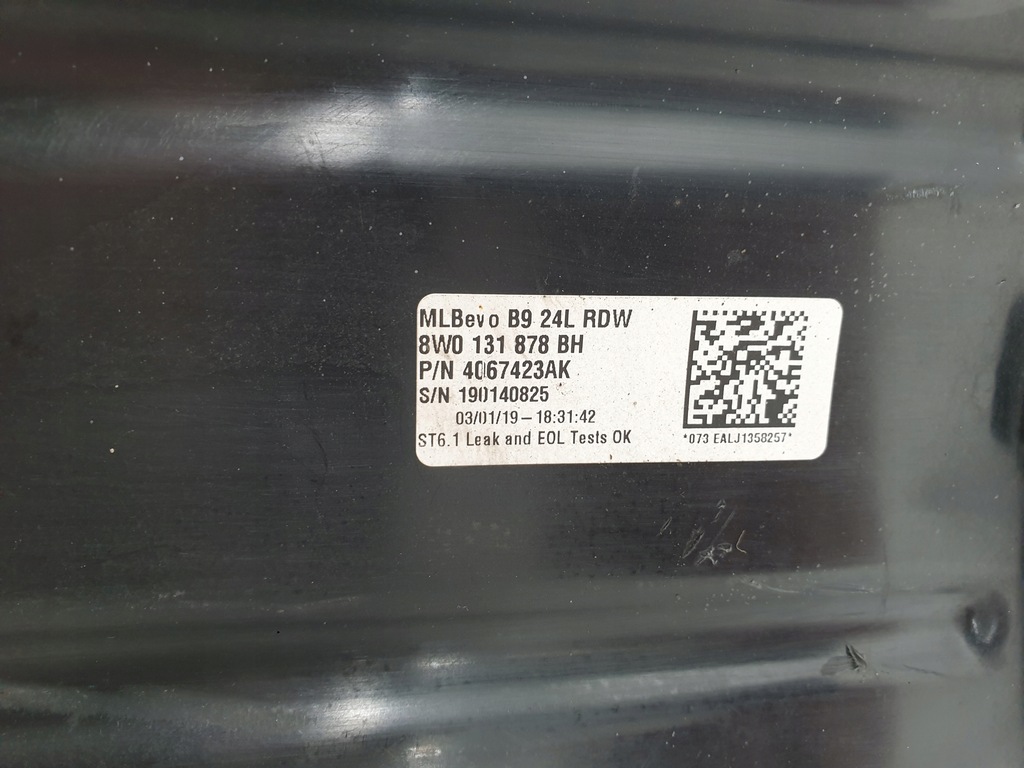 MLBevo B9 24L RDW
8W0 131 878 BH
P/N 4067423AK
S/N 190140825
03/01/19-18:31:42
ST6.1 Leak and EOL Tests OK
*073 EALJ1358257*